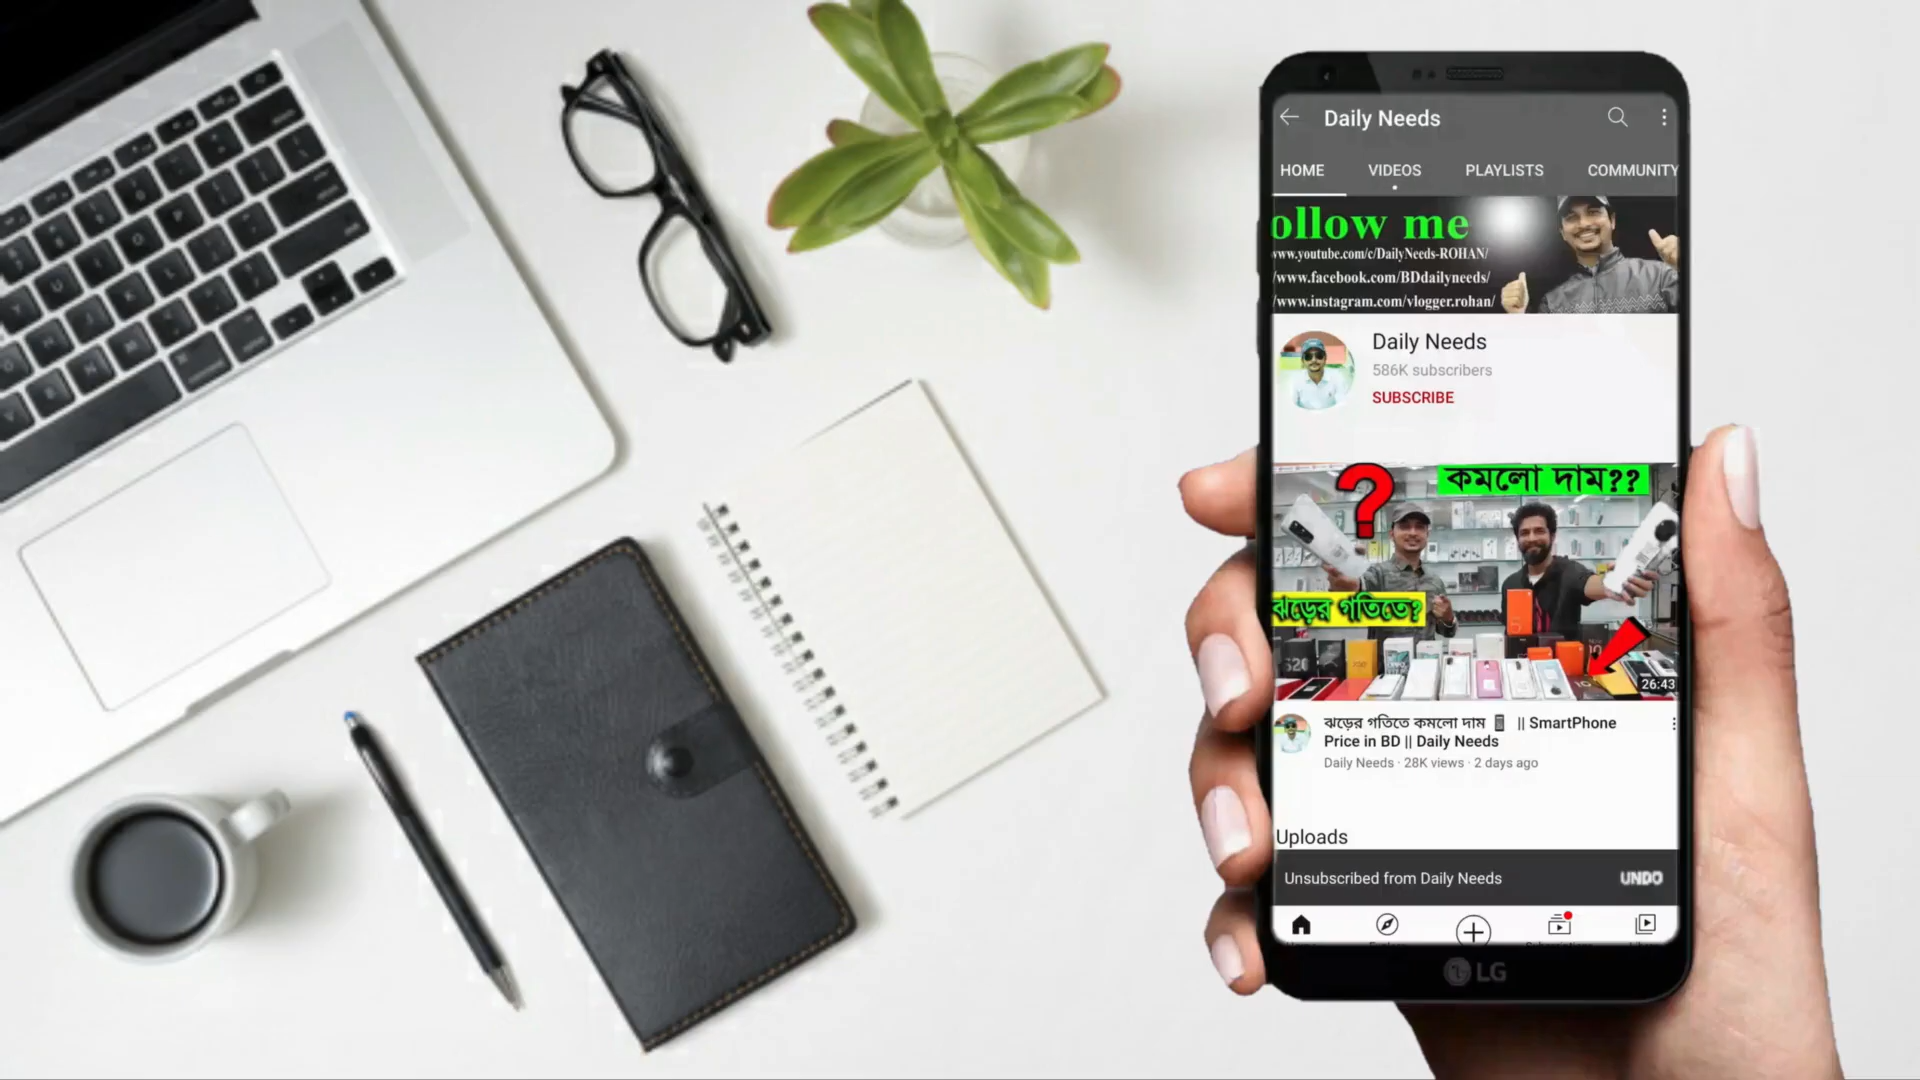 Daily Needs
HOME VIDEOS PLAYLISTS COMMUNITY
ollow me
www.youtube.com/c/DailyNeeds-ROHAN/
/www.facebook.com/BDdailyneeds/
/www.instagram.com/vlogger.rohan/
Daily Needs
586K subscribers
SUBSCRIBE
?
কমলো দাম??
ঝড়ের গতিতে?
S20
26:43
ঝড়ের গতিতে কমলো দাম 📱 || SmartPhone
Price in BD || Daily Needs
Daily Needs · 28K views · 2 days ago
Uploads
Unsubscribed from Daily Needs UNDO
LG